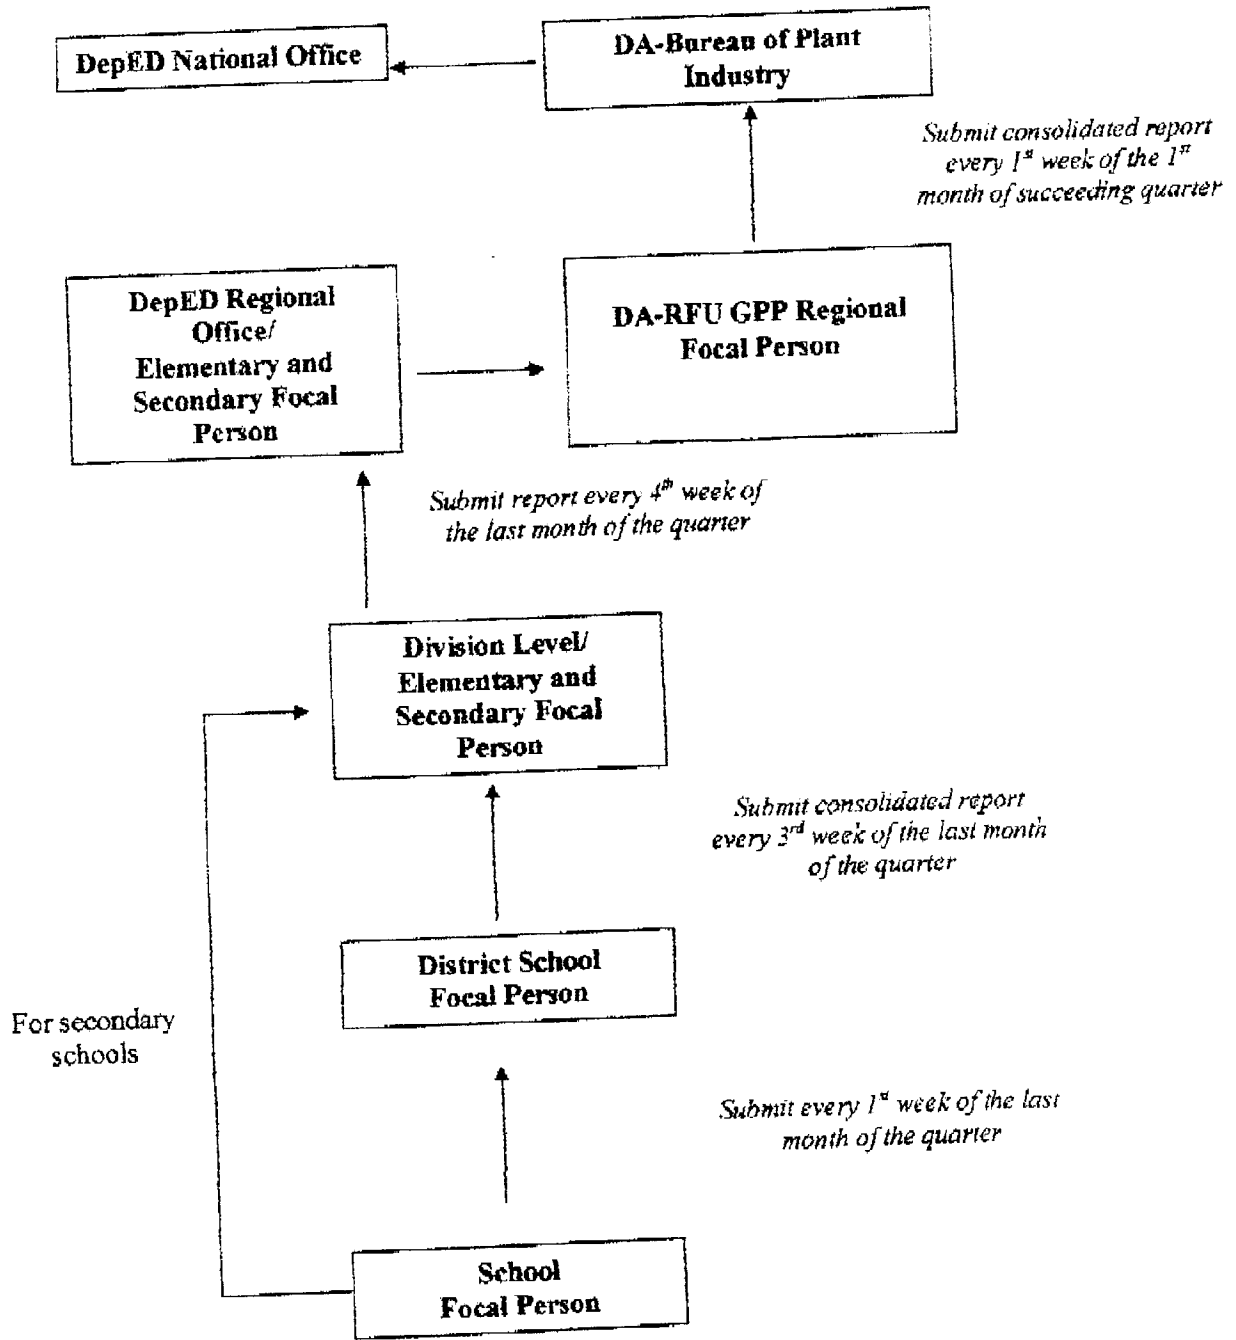 DepED National Office
DA-Bureau of Plant
Industry
Submit consolidated report
every 1st week of the 1st
month of succeeding quarter
DepED Regional
Office/
Elementary and
Secondary Focal
Person
DA-RFU GPP Regional
Focal Person
Submit report every 4th week of
the last month of the quarter
Division Level/
Elementary and
Secondary Focal
Person
Submit consolidated report
every 3rd week of the last month
of the quarter
District School
Focal Person
For secondary
schools
Submit every 1st week of the last
month of the quarter
School
Focal Person